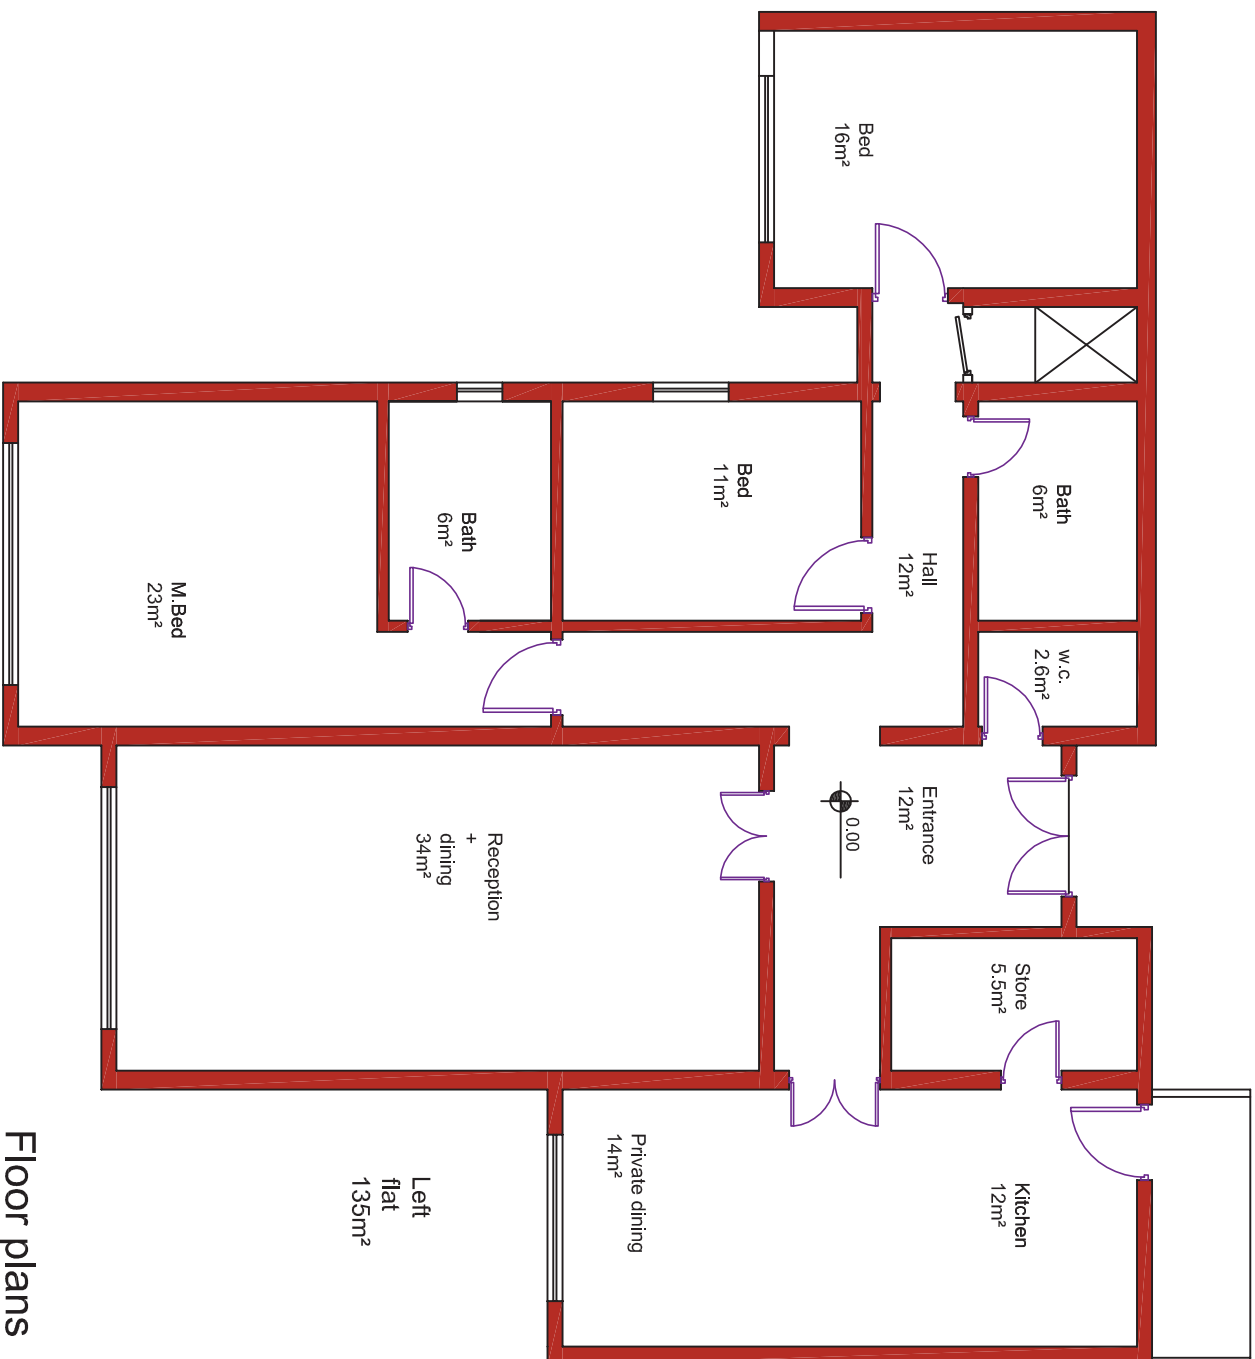 Bed
16m²
Bath
6m²
Bed
11m²
Hall
12m²
Bath
6m²
M.Bed
23m²
w.c.
2.6m²
Entrance
12m²
0.00
Reception
+
dining
34m²
Store
5.5m²
Kitchen
12m²
Private dining
14m²
Left
flat
135m²
Floor plans